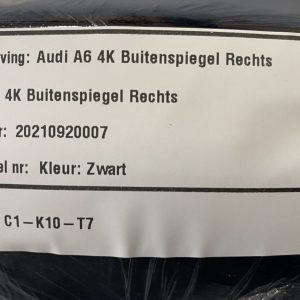 ving: Audi A6 4K Buitenspiegel Rechts
4K Buitenspiegel Rechts
r: 20210920007
el nr: Kleur: Zwart
C1-K10-T7